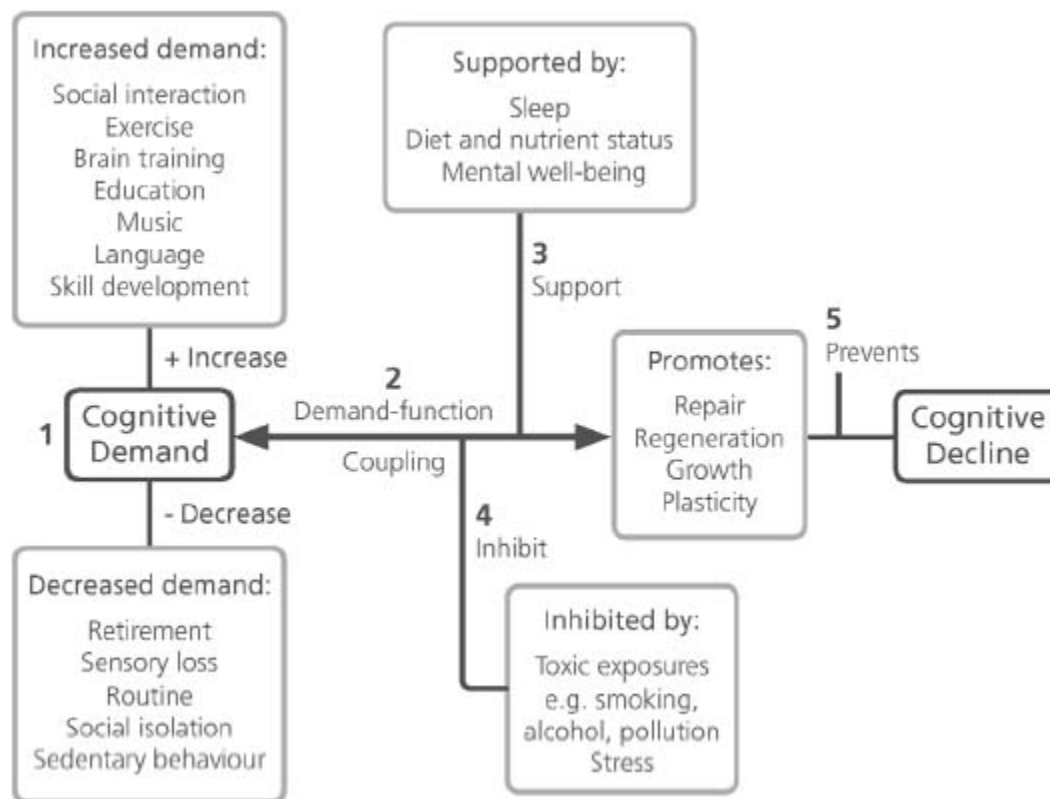 Increased demand:
Social interaction
Exercise
Brain training
Education
Music
Language
Skill development
+ Increase
1
Cognitive
Demand
- Decrease
Decreased demand:
Retirement
Sensory loss
Routine
Social isolation
Sedentary behaviour
2
Demand-function
Coupling
Supported by:
Sleep
Diet and nutrient status
Mental well-being
3
Support
4
Inhibit
Inhibited by:
Toxic exposures
e.g. smoking,
alcohol, pollution
Stress
Promotes:
Repair
Regeneration
Growth
Plasticity
5
Prevents
Cognitive
Decline